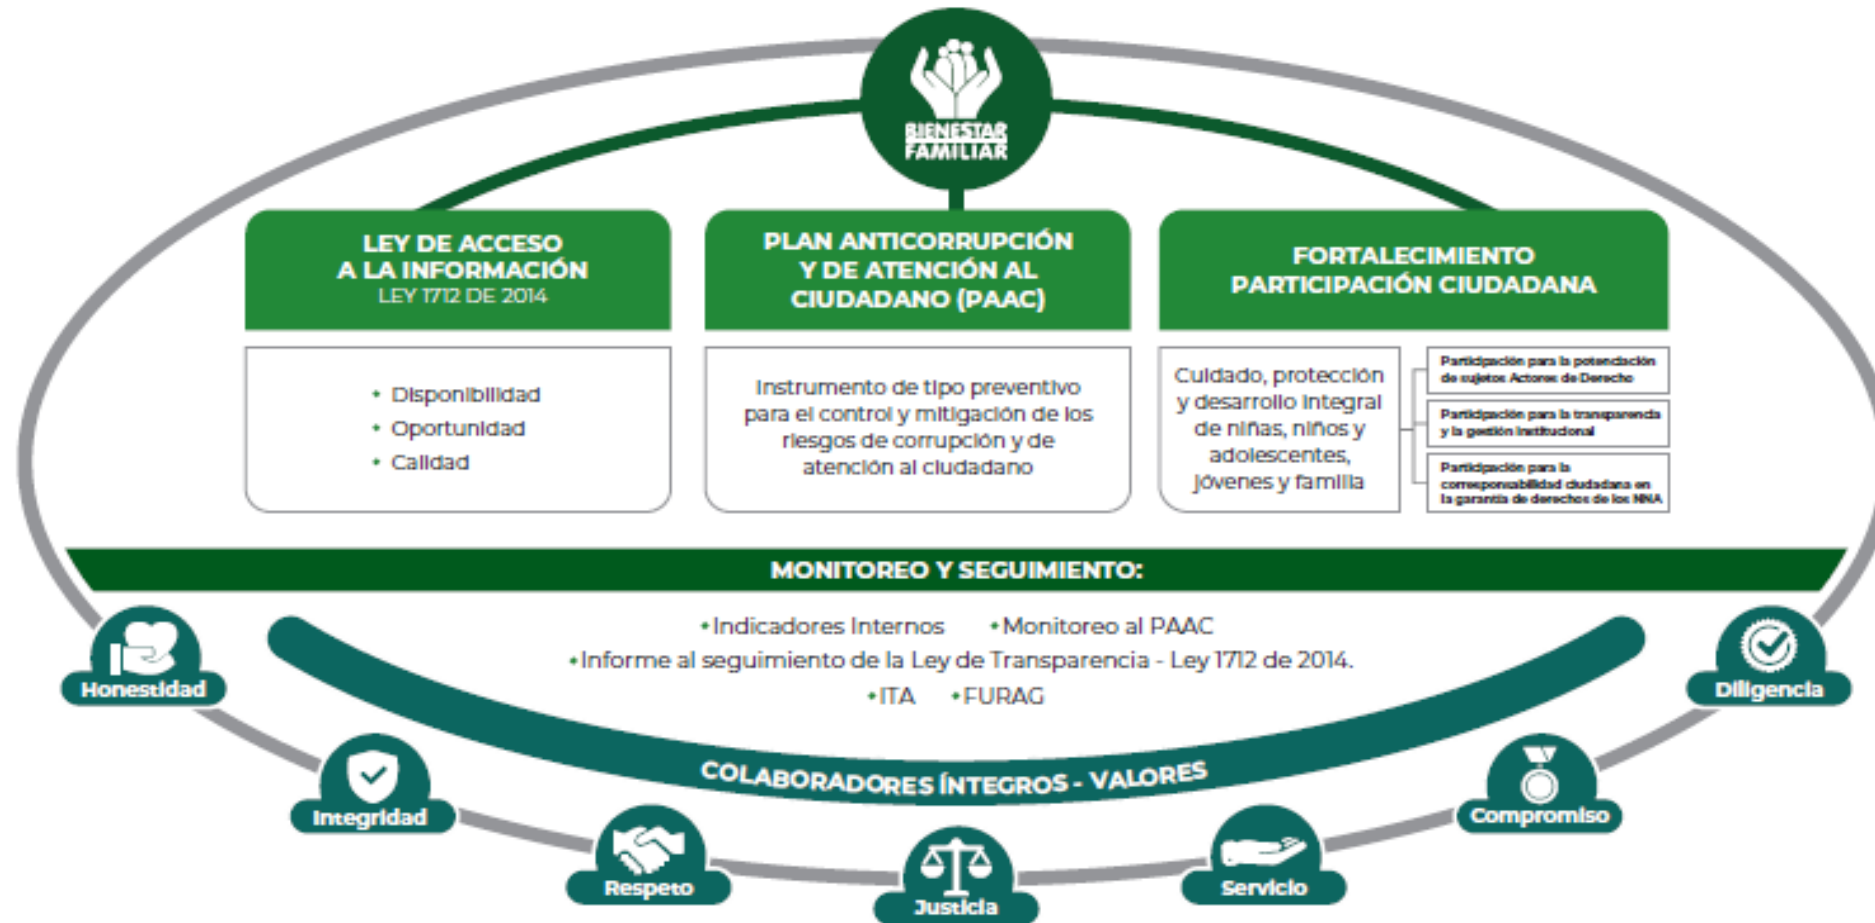 BIENESTAR
FAMILIAR
LEY DE ACCESO
A LA INFORMACIÓN
LEY 1712 DE 2014
• Disponibilidad
• Oportunidad
• Calidad
PLAN ANTICORRUPCIÓN
Y DE ATENCIÓN AL
CIUDADANO (PAAC)
Instrumento de tipo preventivo
para el control y mitigación de los
riesgos de corrupción y de
atención al ciudadano
FORTALECIMIENTO
PARTICIPACIÓN CIUDADANA
Cuidado, protección
y desarrollo integral
de niñas, niños y
adolescentes,
jóvenes y familia
Participación para la potenciación
de sujetos Actores de Derecho
Participación para la transparencia
y la gestión institucional
Participación para la
corresponsabilidad ciudadana en
la garantía de derechos de los NNA
MONITOREO Y SEGUIMIENTO:
•Indicadores Internos •Monitoreo al PAAC
•Informe al seguimiento de la Ley de Transparencia - Ley 1712 de 2014.
•ITA •FURAG
COLABORADORES ÍNTEGROS - VALORES
Honestidad
Integridad
Respeto
Justicia
Servicio
Compromiso
Diligencia